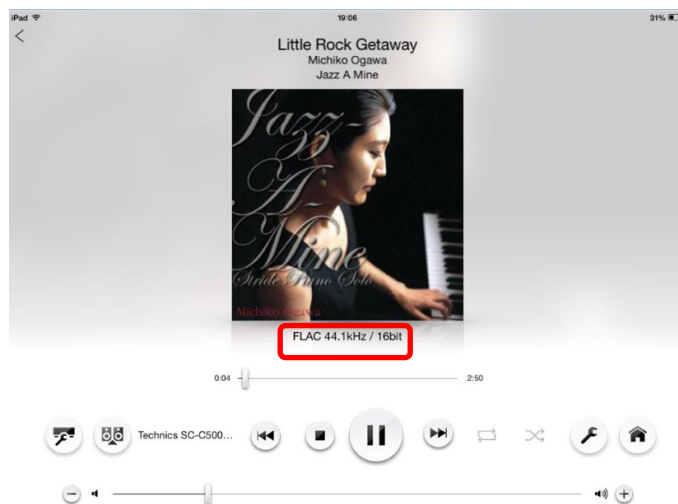 iPad 19:06 31%
Little Rock Getaway
Michiko Ogawa
Jazz A Mine
Jazz-
A-
Mine
Stride Piano Solo
Michiko Ogawa
FLAC 44.1kHz / 16bit
0:04 2:50
Technics SC-C500...